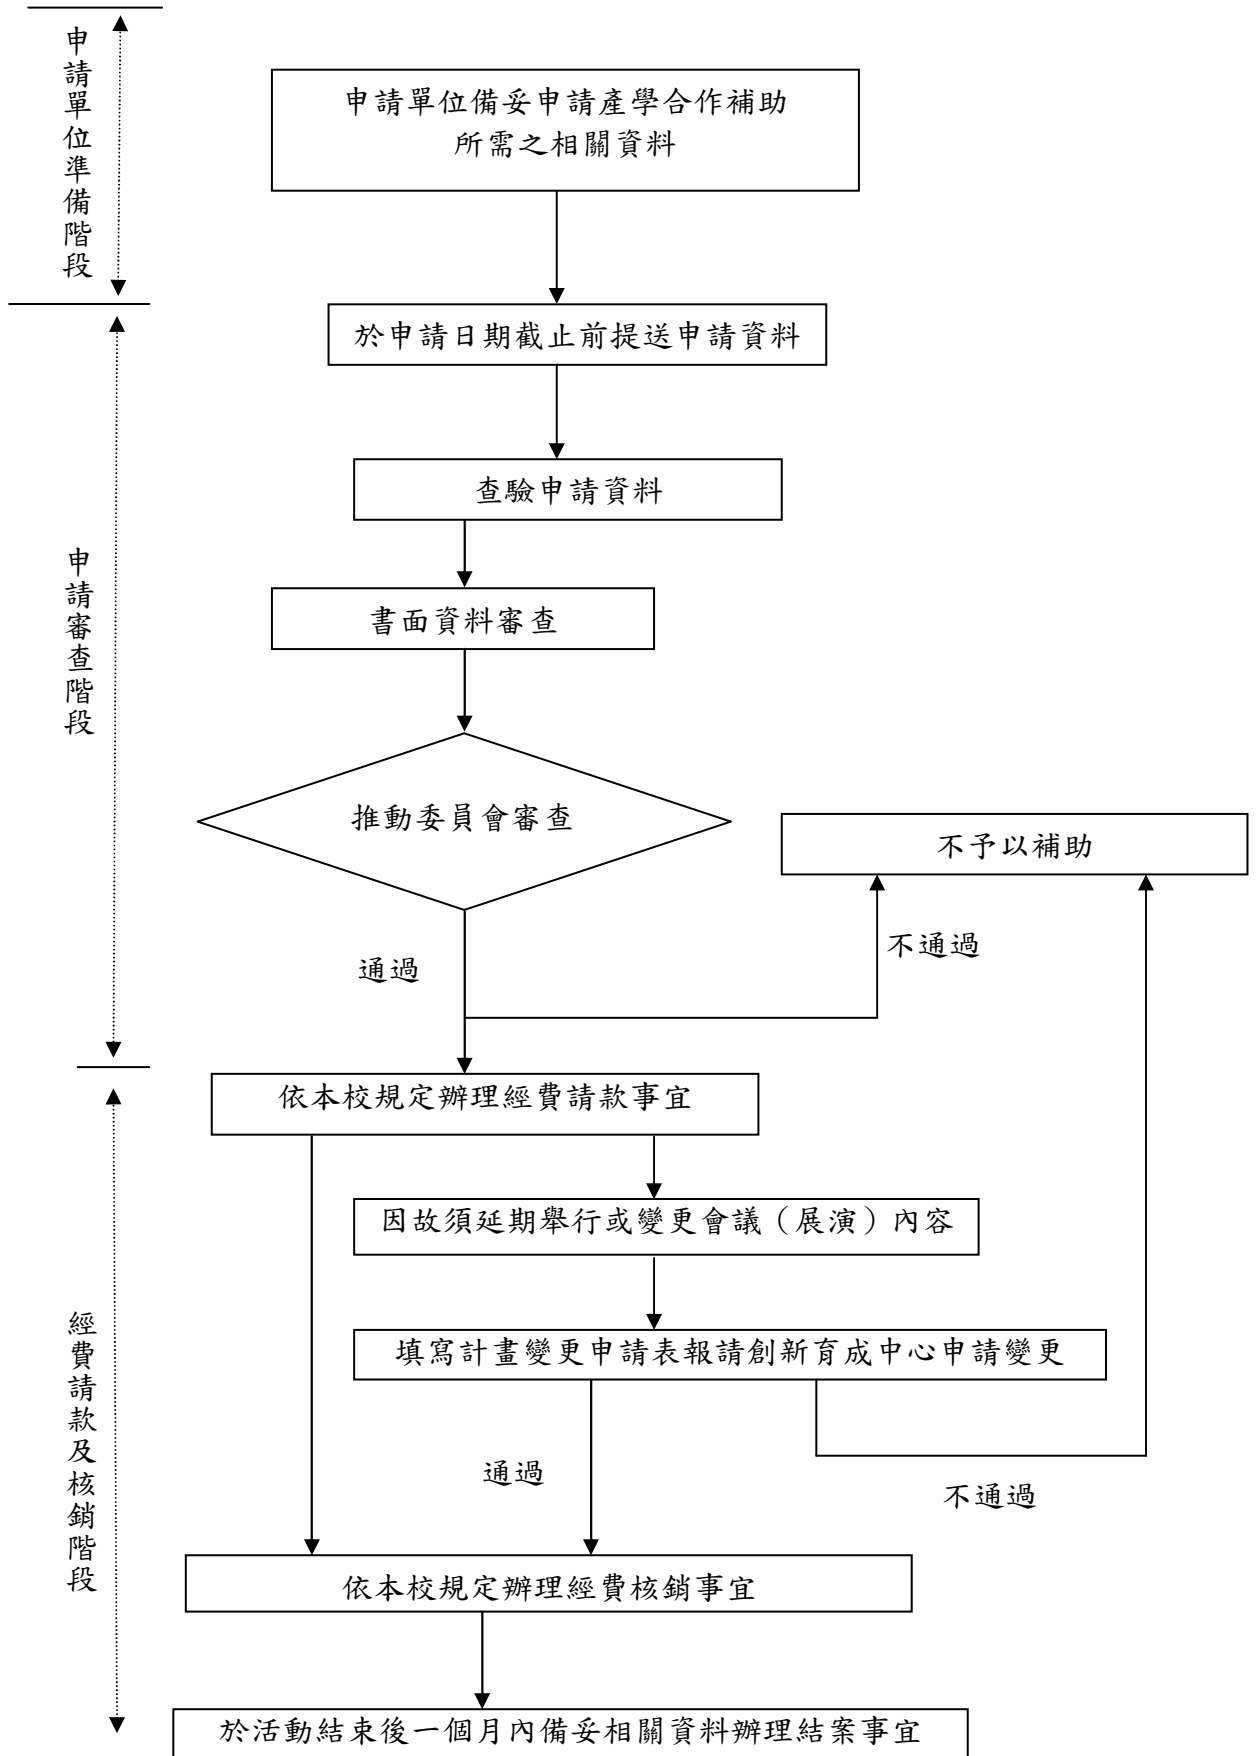 申請單位準備階段
申請單位備妥申請產學合作補助
所需之相關資料
於申請日期截止前提送申請資料
查驗申請資料
申請審查階段
書面資料審查
推動委員會審查
不予以補助
不通過
通過
依本校規定辦理經費請款事宜
因故須延期舉行或變更會議（展演）內容
經費請款及核銷階段
填寫計畫變更申請表報請創新育成中心申請變更
通過
不通過
依本校規定辦理經費核銷事宜
於活動結束後一個月內備妥相關資料辦理結案事宜